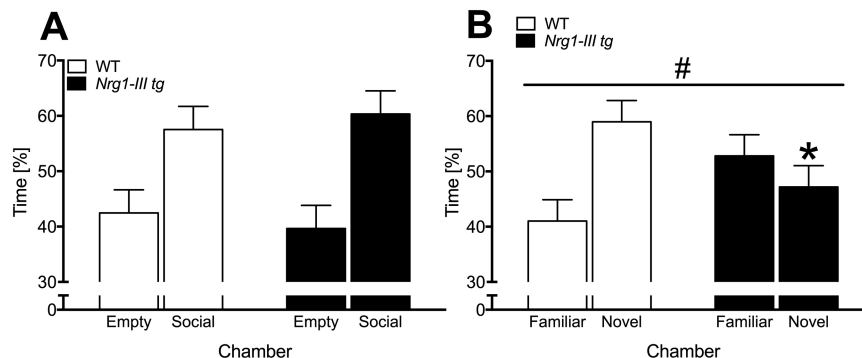 A
WT
Nrg1-III tg
Time [%]
70
60
50
40
30
0
Empty Social Empty Social
Chamber
B
WT
Nrg1-III tg
#
*
Time [%]
70
60
50
40
30
0
Familiar Novel Familiar Novel
Chamber